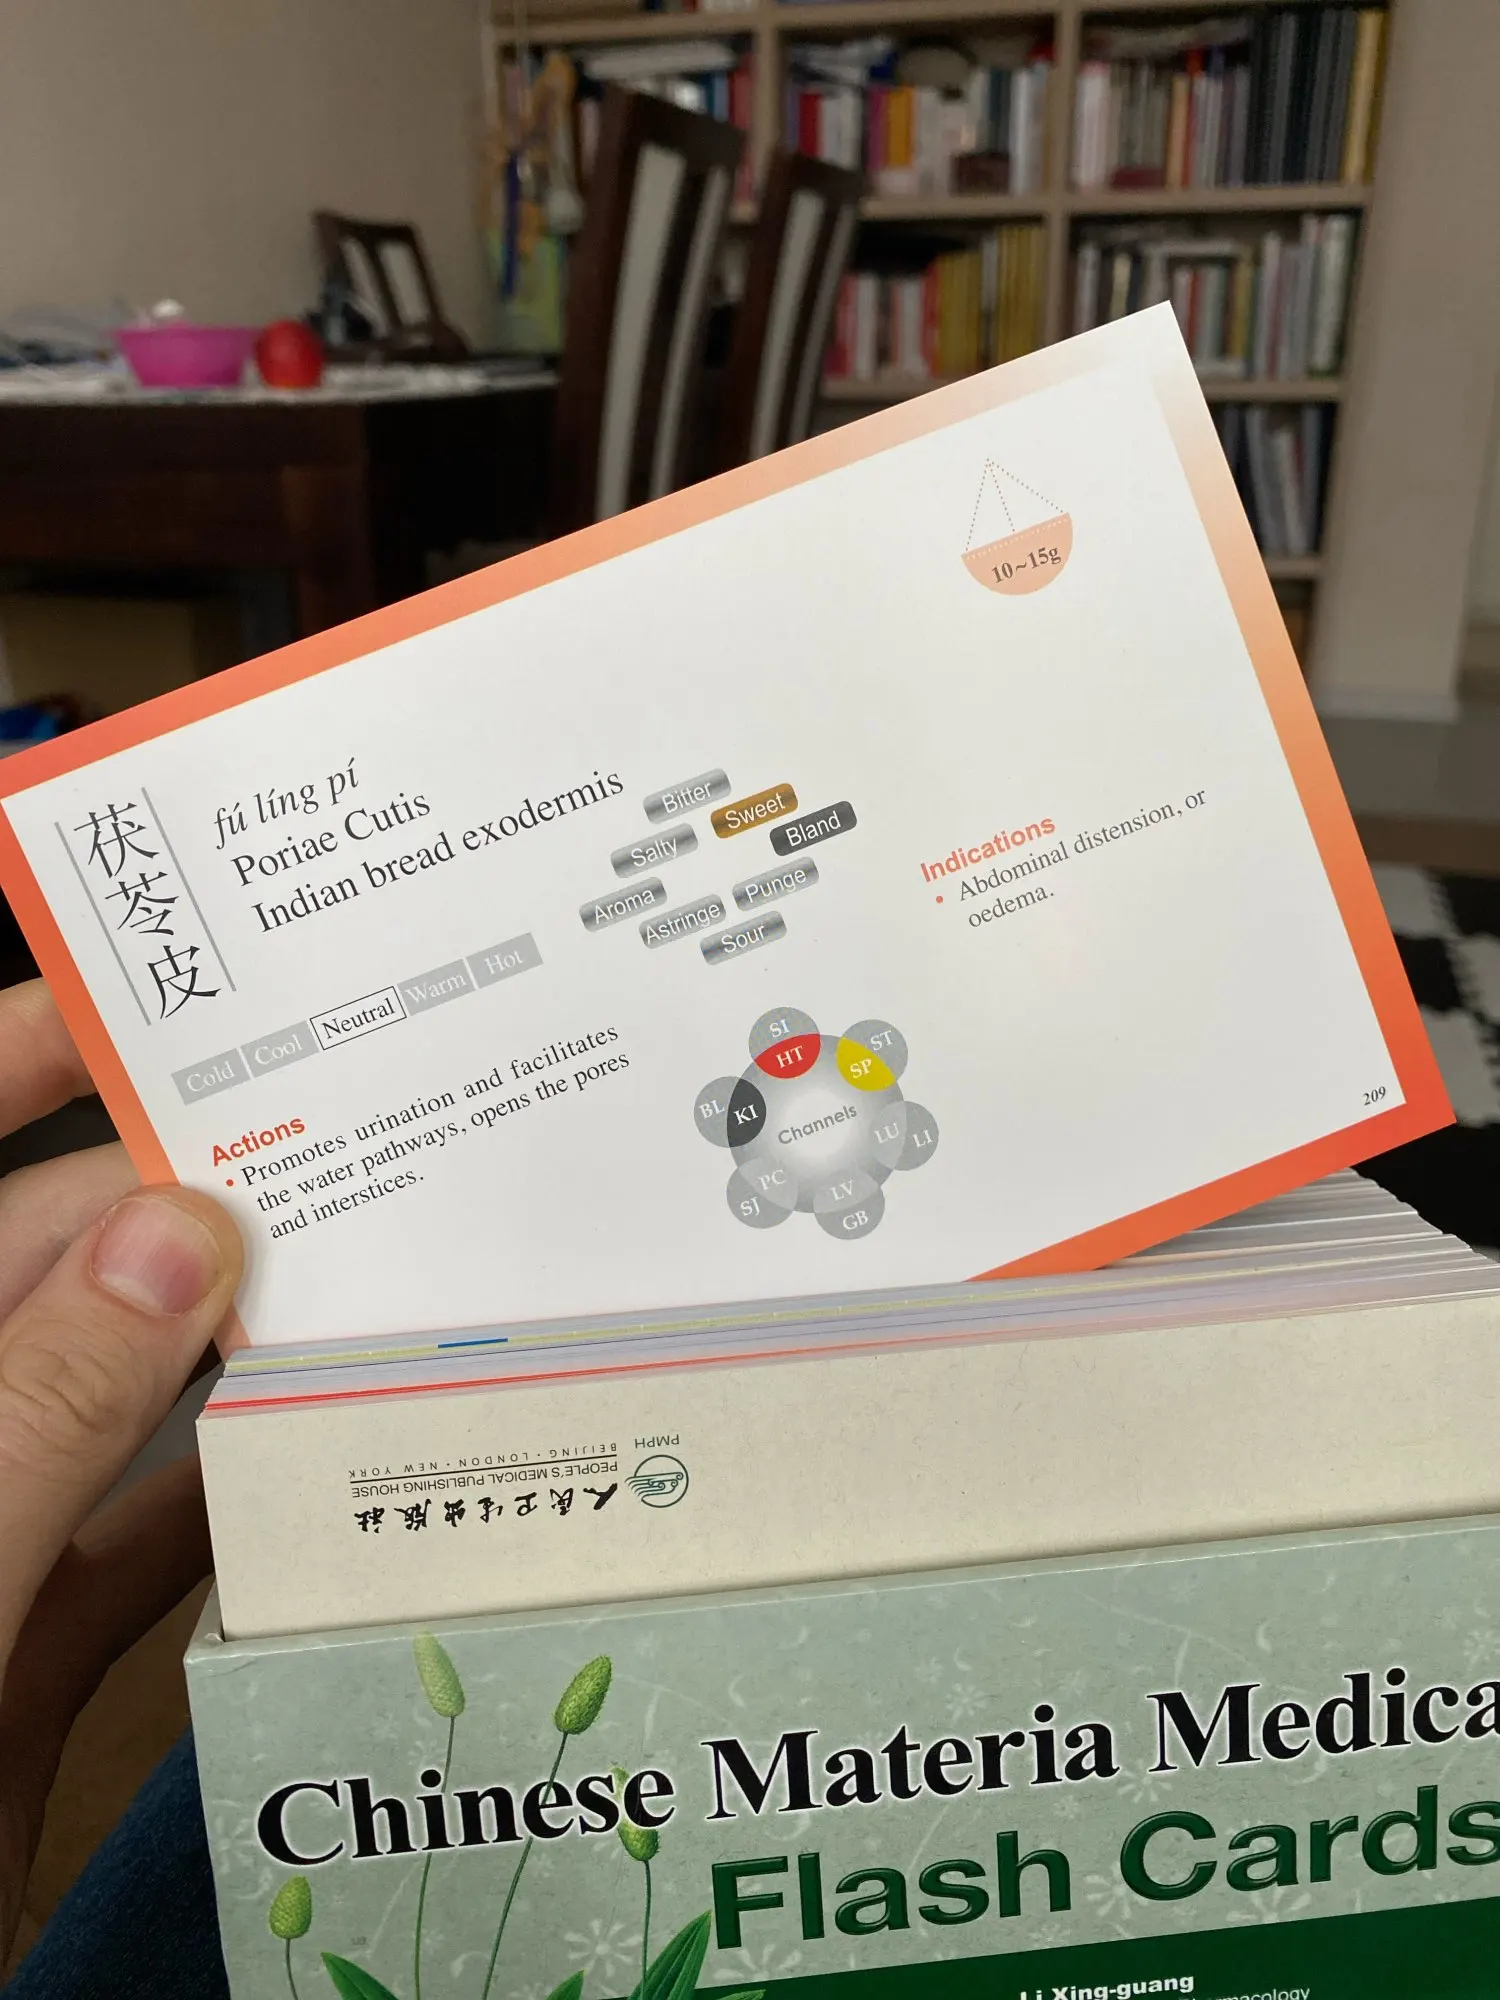 10~15g
茯苓皮
fú líng pí
Poriae Cutis
Indian bread exodermis
Bitter
Sweet
Bland
Salty
Aroma
Astringe
Punge
Sour
Cold Cool Neutral Warm Hot
Actions
• Promotes urination and facilitates
the water pathways, opens the pores
and interstices.
SI
HT
ST
SP
BL
KI
Channels
LU
LI
PC
SJ
LV
GB
Indications
• Abdominal distension, or
oedema.
209
人民卫生出版社
PEOPLE'S MEDICAL PUBLISHING HOUSE
BEIJING · LONDON · NEW YORK
PMPH
Chinese Materia Medica
Flash Cards
Li Xing-guang